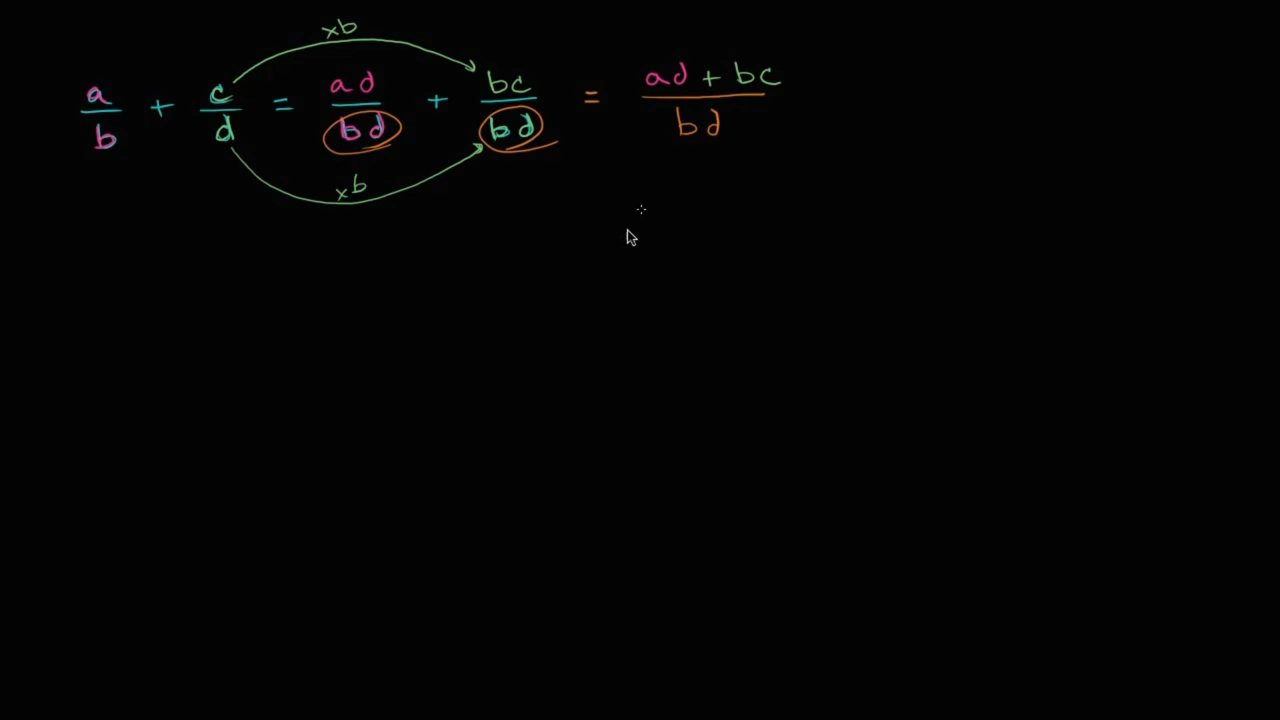 ×b
a/b + c/d = ad/bd + bc/bd = ad + bc/bd
×b